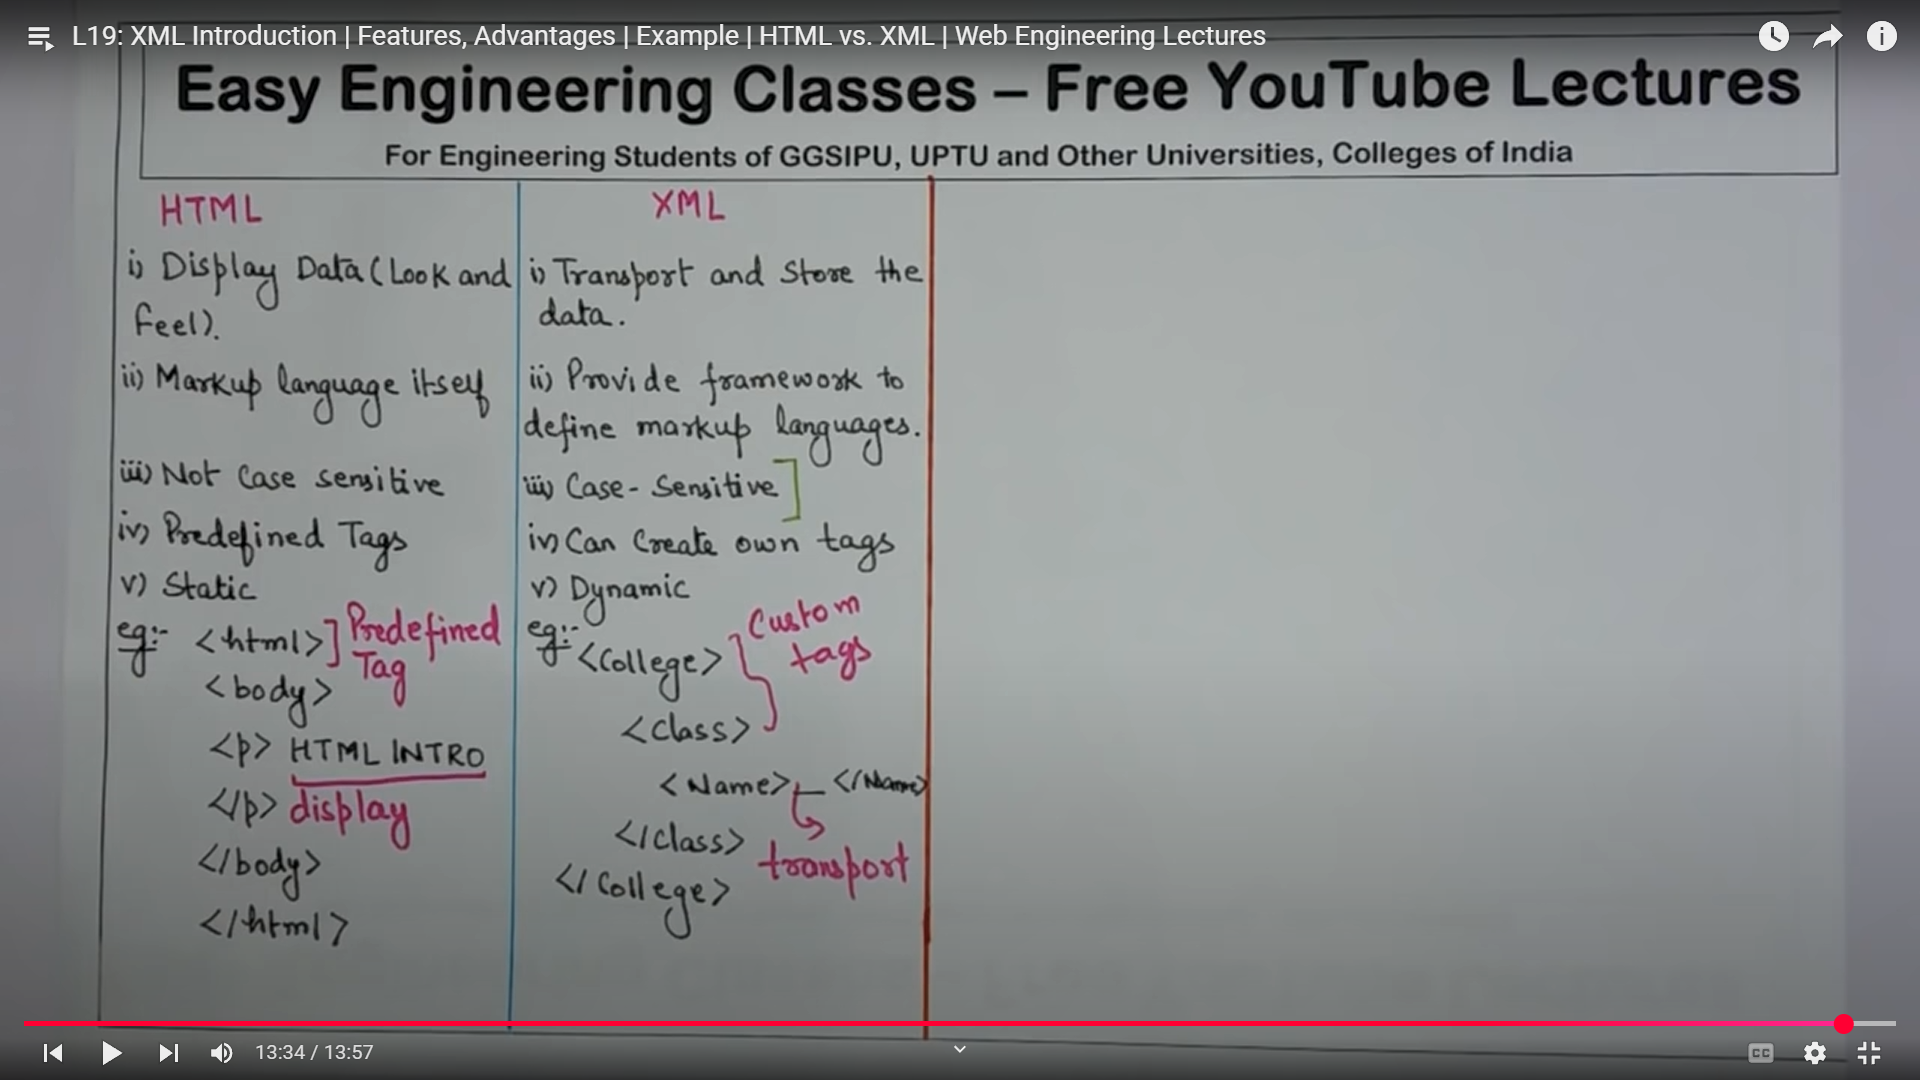 L19: XML Introduction | Features, Advantages | Example | HTML vs. XML | Web Engineering Lectures
Easy Engineering Classes – Free YouTube Lectures
For Engineering Students of GGSIPU, UPTU and Other Universities, Colleges of India
HTML
i) Display Data (Look and
feel).
ii) Markup language itself
iii) Not Case sensitive
iv) Predefined Tags
v) Static
eg:- <html> ] Predefined
Tag
<body>
<p> HTML INTRO
</p> display
</body>
</html>
XML
i) Transport and Store the
data.
ii) Provide framework to
define markup languages.
iii) Case-Sensitive ]
iv) Can Create own tags
v) Dynamic
eg:- <College> } Custom
tags
<Class>
<Name> — </Name>
</Class>
transport
</College>
13:34 / 13:57
CC